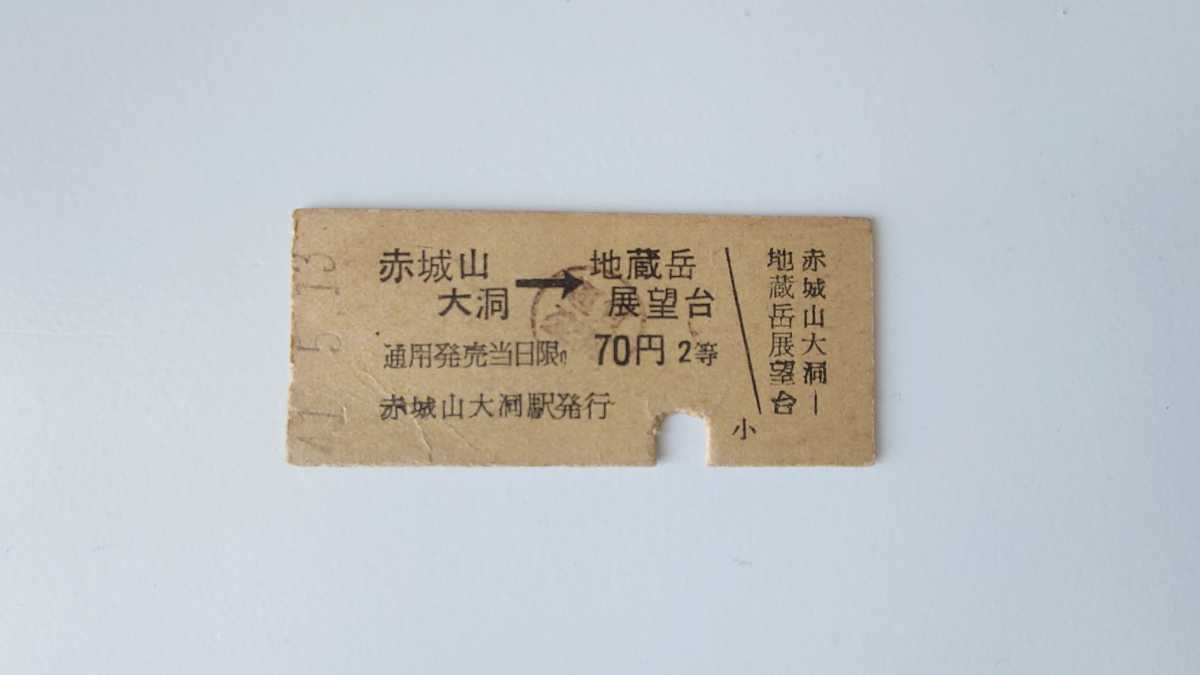 赤城山 → 地蔵岳
大洞 展望台
通用発売当日限り 70円 2等
赤城山大洞駅発行
小
赤城山大洞ー
地蔵岳展望台